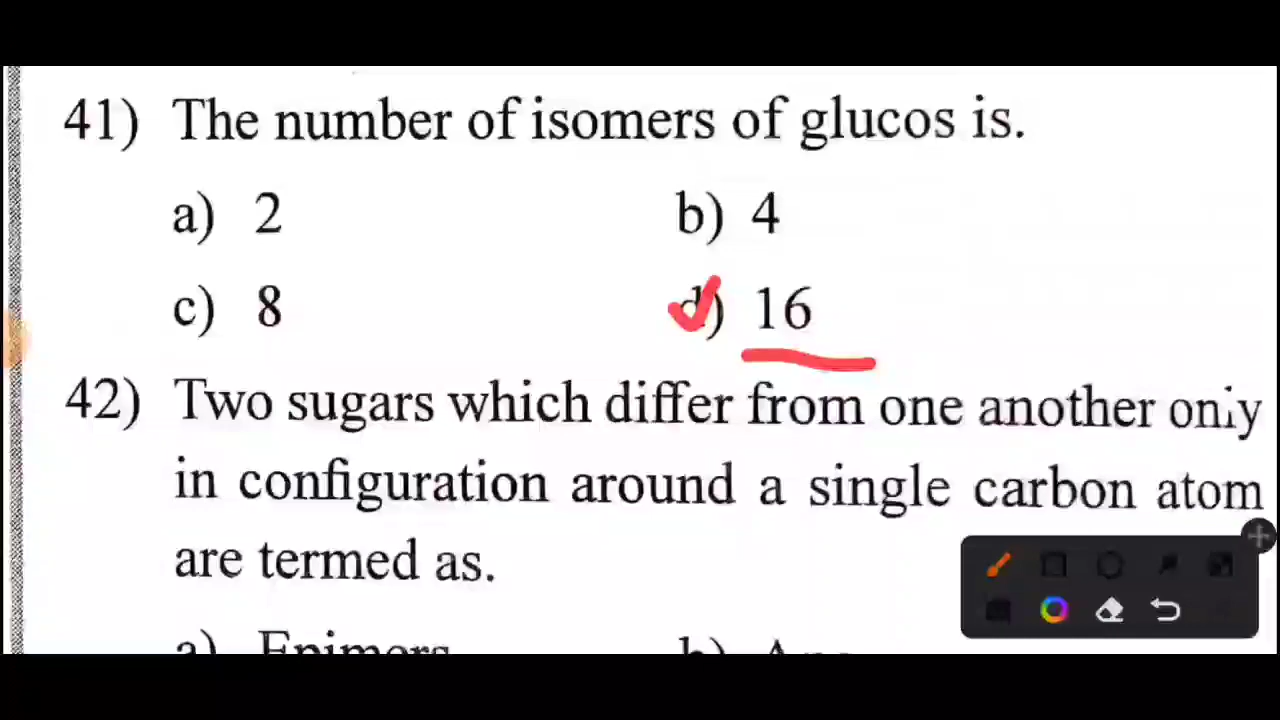 41) The number of isomers of glucos is.
a) 2 b) 4
c) 8 d) 16
42) Two sugars which differ from one another only
in configuration around a single carbon atom
are termed as.
a) Epimors b)